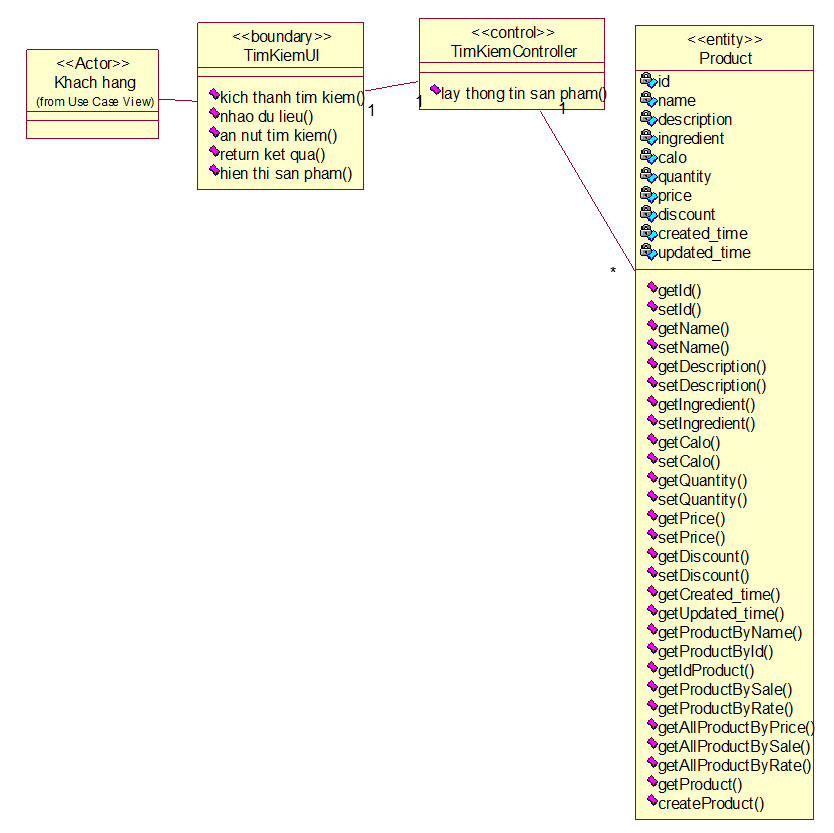 <<Actor>>
Khach hang
(from Use Case View)
<<boundary>>
TimKiemUI
kich thanh tim kiem()
nhao du lieu()
an nut tim kiem()
return ket qua()
hien thi san pham()
1
1
<<control>>
TimKiemController
lay thong tin san pham()
1
*
<<entity>>
Product
id
name
description
ingredient
calo
quantity
price
discount
created_time
updated_time
getId()
setId()
getName()
setName()
getDescription()
setDescription()
getIngredient()
setIngredient()
getCalo()
setCalo()
getQuantity()
setQuantity()
getPrice()
setPrice()
getDiscount()
setDiscount()
getCreated_time()
getUpdated_time()
getProductByName()
getProductById()
getIdProduct()
getProductBySale()
getProductByRate()
getAllProductByPrice()
getAllProductBySale()
getAllProductByRate()
getProduct()
createProduct()